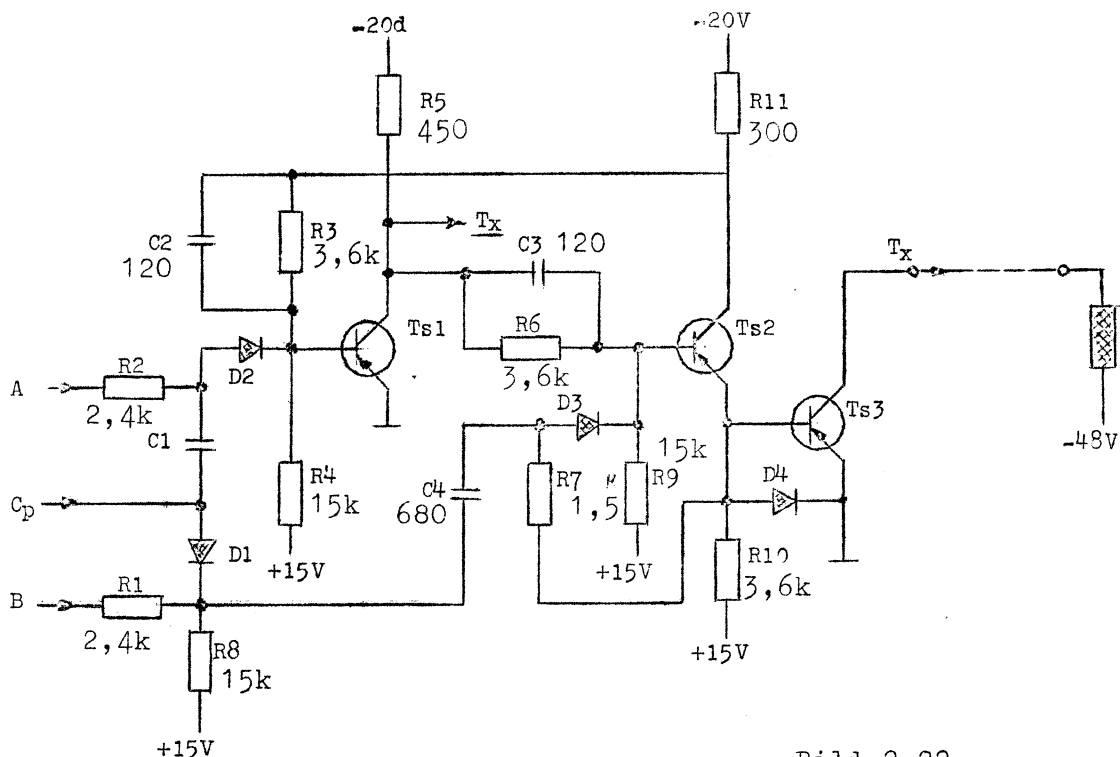 -20d
-20V
R5
450
R11
300
Tx
C2
120
R3
3,6k
C3 120
Tx
Ts1
R6
3,6k
Ts2
A
R2
2,4k
D2
D3
Ts3
-48V
C1
Cp
R4
15k
C4
680
R7
1,5
15k
R9
D4
D1
+15V
+15V
R10
3,6k
B
R1
2,4k
R8
15k
+15V
+15V